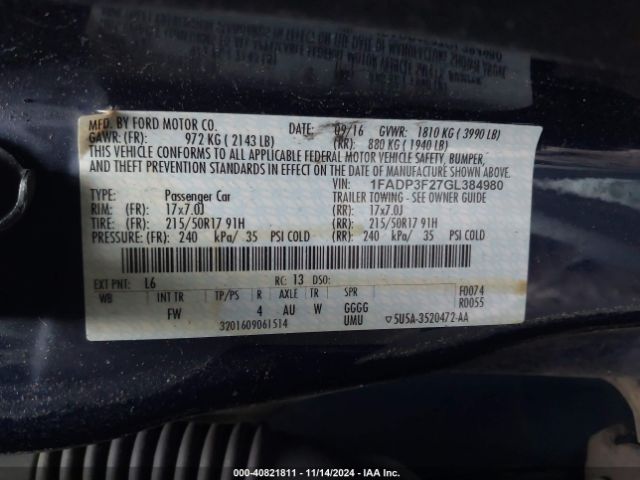 MFD. BY FORD MOTOR CO. DATE: 09/16 GVWR: 1810 KG ( 3990 LB)
GAWR: (FR): 972 KG ( 2143 LB) (RR): 880 KG ( 1940 LB)
THIS VEHICLE CONFORMS TO ALL APPLICABLE FEDERAL MOTOR VEHICLE SAFETY, BUMPER,
AND THEFT PREVENTION STANDARDS IN EFFECT ON THE DATE OF MANUFACTURE SHOWN ABOVE.
VIN: 1FADP3F27GL384980
TYPE: Passenger Car TRAILER TOWING - SEE OWNER GUIDE
RIM: (FR): 17x7.0J (RR): 17x7.0J
TIRE: (FR): 215/50R17 91H (RR): 215/50R17 91H
PRESSURE: (FR): 240 kPa/ 35 PSI COLD (RR): 240 kPa/ 35 PSI COLD
EXT PNT: L6 RC: 13 DSO: F0074
WB INT TR TP/PS R AXLE TR SPR R0055
FW 4 AU W GGGG
3201609061514 UMU 5U5A-3520472-AA
000-40821811 - 11/14/2024 - IAA Inc.